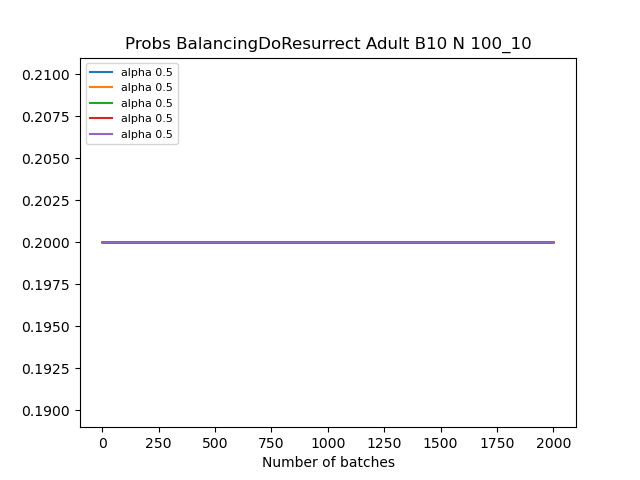 Probs BalancingDoResurrect Adult B10 N 100_10
0.2100
0.2075
0.2050
0.2025
0.2000
0.1975
0.1950
0.1925
0.1900
alpha 0.5
alpha 0.5
alpha 0.5
alpha 0.5
alpha 0.5
0 250 500 750 1000 1250 1500 1750 2000
Number of batches